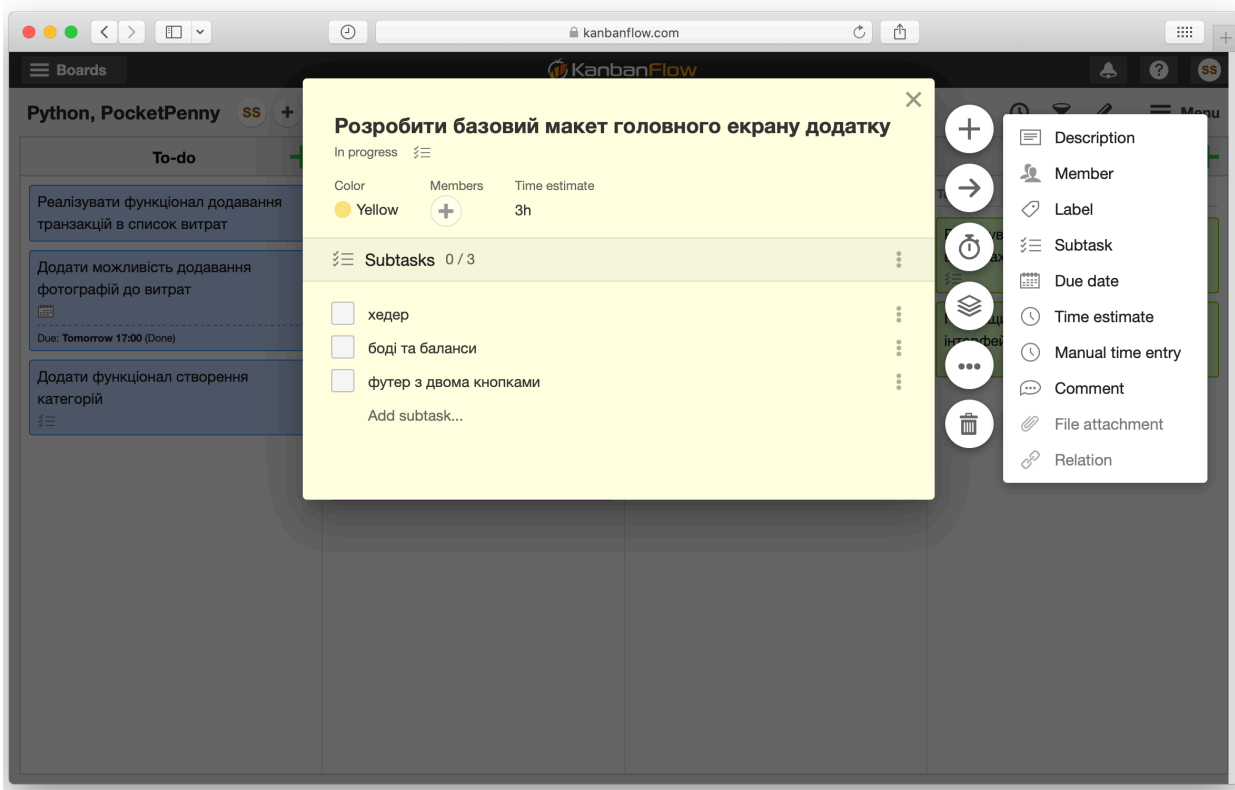 kanbanflow.com
Boards
KanbanFlow
SS
Python, PocketPenny
SS
Menu
To-do
Реалізувати функціонал додавання
транзакцій в список витрат
Додати можливість додавання
фотографій до витрат
Due: Tomorrow 17:00 (Done)
Додати функціонал створення
категорій
Розробити базовий макет головного екрану додатку
In progress
Color
Members
Time estimate
Yellow
3h
Subtasks 0 / 3
хедер
боді та баланси
футер з двома кнопками
Add subtask...
Description
Member
Label
Subtask
Due date
Time estimate
Manual time entry
Comment
File attachment
Relation